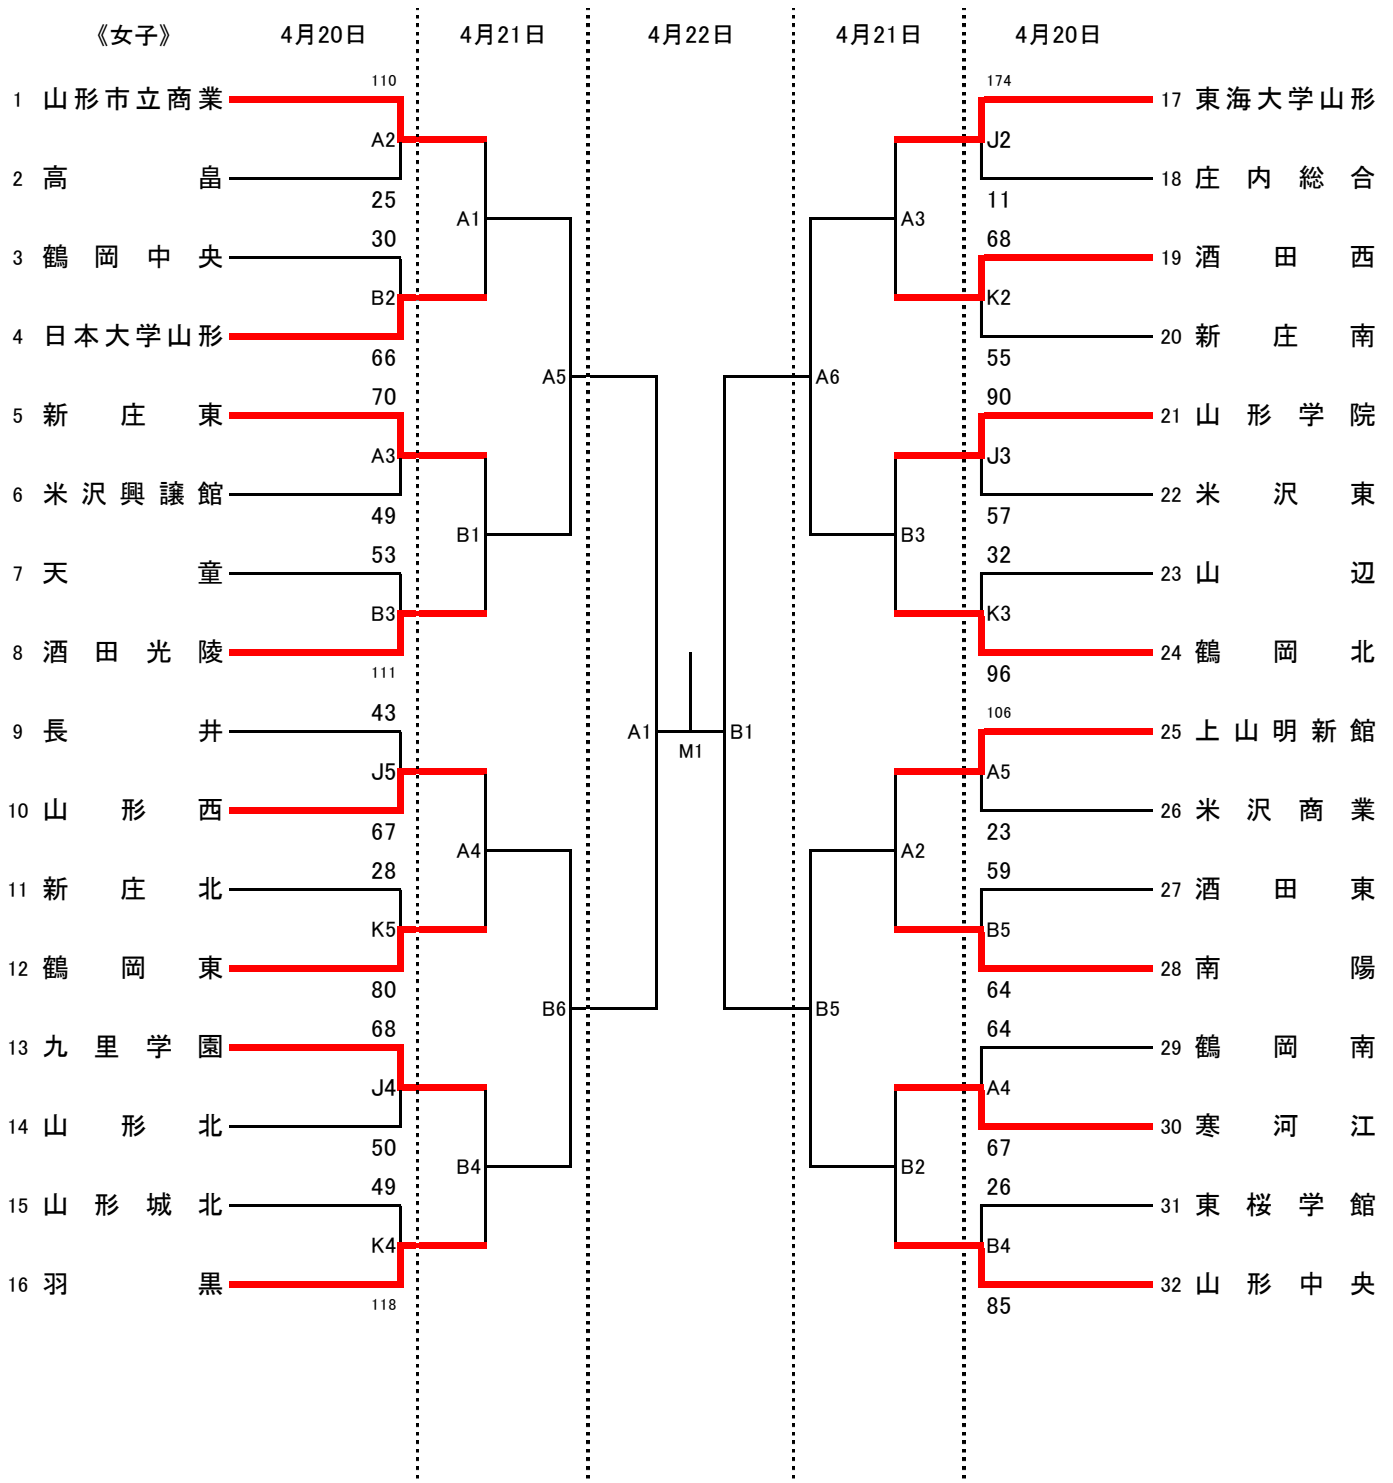 《女子》 4月20日 4月21日 4月22日 4月21日 4月20日
110 174
1 山形市立商業 17 東海大学山形
A2 J2
2 高畠 18 庄内総合
25 11
A1 A3
30 68
3 鶴岡中央 19 酒田西
B2 K2
4 日本大学山形 20 新庄南
66 55
A5 A6
70 90
5 新庄東 21 山形学院
A3 J3
6 米沢興譲館 22 米沢東
49 57
B1 B3
53 32
7 天童 23 山辺
B3 K3
8 酒田光陵 24 鶴岡北
111 96
43 106
9 長井 A1 M1 B1 25 上山明新館
J5 A5
10 山形西 26 米沢商業
67 23
A4 A2
28 59
11 新庄北 27 酒田東
K5 B5
12 鶴岡東 28 南陽
80 64
B6 B5
68 64
13 九里学園 29 鶴岡南
J4 A4
14 山形北 30 寒河江
50 67
B4 B2
49 26
15 山形城北 31 東桜学館
K4 B4
16 羽黒 32 山形中央
118 85